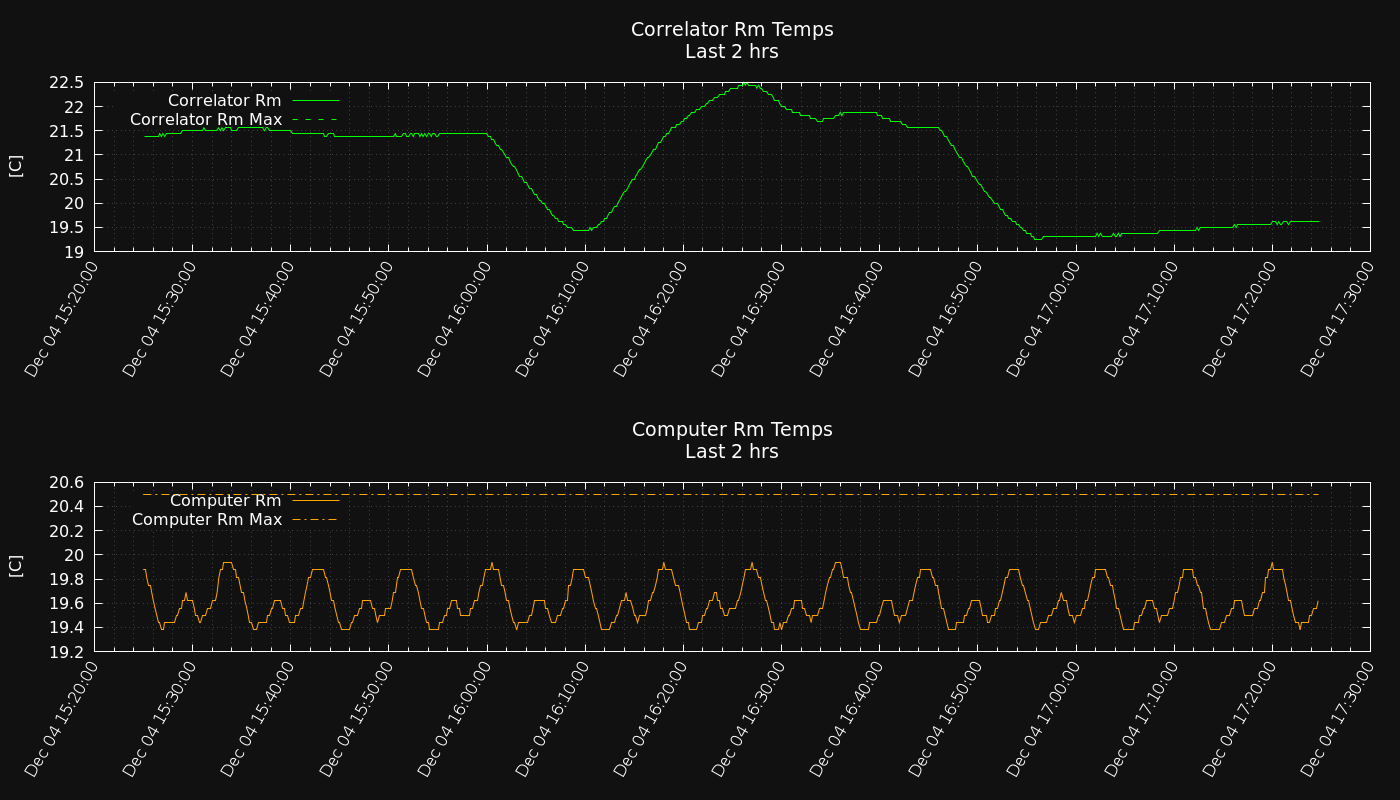 Correlator Rm Temps
Last 2 hrs
22.5
22
21.5
21
20.5
20
19.5
19
[C]
Correlator Rm
Correlator Rm Max
Dec 04 15:20:00
Dec 04 15:30:00
Dec 04 15:40:00
Dec 04 15:50:00
Dec 04 16:00:00
Dec 04 16:10:00
Dec 04 16:20:00
Dec 04 16:30:00
Dec 04 16:40:00
Dec 04 16:50:00
Dec 04 17:00:00
Dec 04 17:10:00
Dec 04 17:20:00
Dec 04 17:30:00
Computer Rm Temps
Last 2 hrs
20.6
20.4
20.2
20
19.8
19.6
19.4
19.2
[C]
Computer Rm
Computer Rm Max
Dec 04 15:20:00
Dec 04 15:30:00
Dec 04 15:40:00
Dec 04 15:50:00
Dec 04 16:00:00
Dec 04 16:10:00
Dec 04 16:20:00
Dec 04 16:30:00
Dec 04 16:40:00
Dec 04 16:50:00
Dec 04 17:00:00
Dec 04 17:10:00
Dec 04 17:20:00
Dec 04 17:30:00